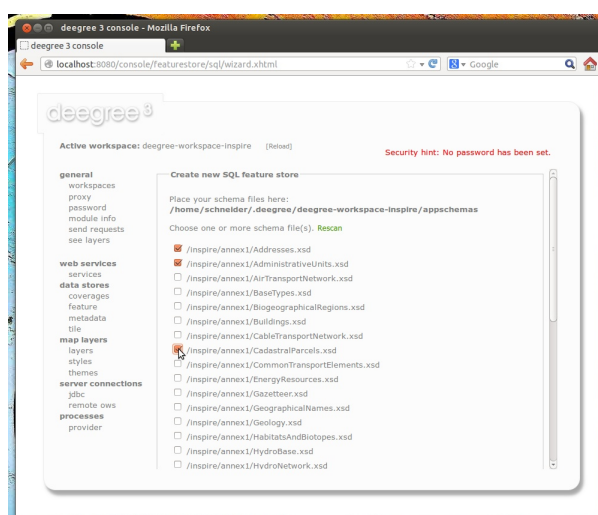 deegree 3 console - Mozilla Firefox
deegree 3 console
localhost:8080/console/featurestore/sql/wizard.xhtml
Google
deegree 3
Active workspace: deegree-workspace-inspire [Reload]
Security hint: No password has been set.
general
workspaces
proxy
password
module info
send requests
see layers
web services
services
data stores
coverages
feature
metadata
tile
map layers
layers
styles
themes
server connections
jdbc
remote ows
processes
provider
Create new SQL feature store
Place your schema files here:
/home/schneider/.deegree/deegree-workspace-inspire/appschemas
Choose one or more schema file(s). Rescan
/inspire/annex1/Addresses.xsd
/inspire/annex1/AdministrativeUnits.xsd
/inspire/annex1/AirTransportNetwork.xsd
/inspire/annex1/BaseTypes.xsd
/inspire/annex1/BiogeographicalRegions.xsd
/inspire/annex1/Buildings.xsd
/inspire/annex1/CableTransportNetwork.xsd
/inspire/annex1/CadastralParcels.xsd
/inspire/annex1/CommonTransportElements.xsd
/inspire/annex1/EnergyResources.xsd
/inspire/annex1/Gazetteer.xsd
/inspire/annex1/GeographicalNames.xsd
/inspire/annex1/Geology.xsd
/inspire/annex1/HabitatsAndBiotopes.xsd
/inspire/annex1/HydroBase.xsd
/inspire/annex1/HydroNetwork.xsd